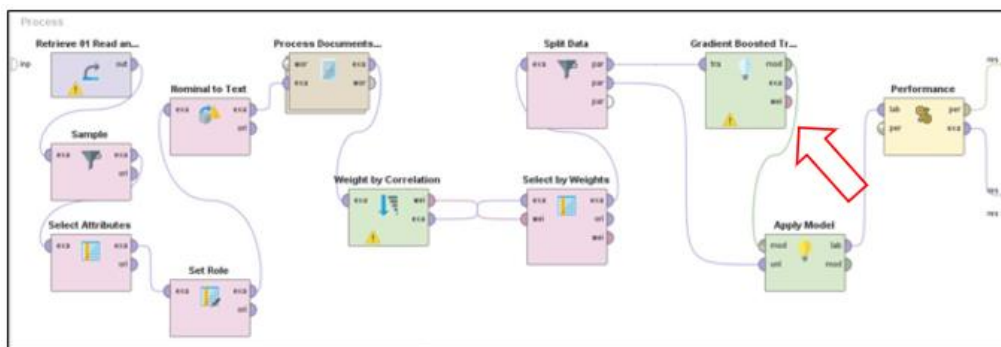 Process
Retrieve 01 Read an...
inp
out
Sample
exa exa
ori
Select Attributes
exa exa
ori
Set Role
exa exa
ori
Nominal to Text
exa exa
ori
Process Documents...
wor exa
exa wor
Weight by Correlation
exa wei
exa
Select by Weights
exa exa
wei ori
wei
Split Data
exa par
par
par
Gradient Boosted Tr...
tra mod
exa
wei
Apply Model
mod lab
unl mod
Performance
lab per
per exa
res
res
res